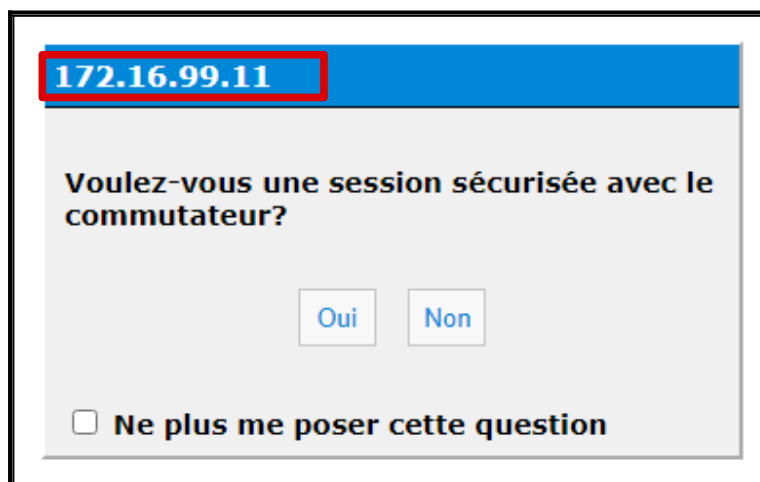 172.16.99.11
Voulez-vous une session sécurisée avec le
commutateur?
Oui
Non
Ne plus me poser cette question